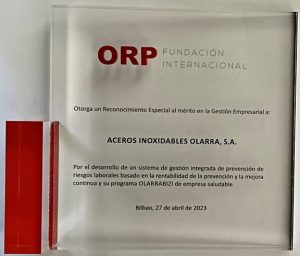 ORP FUNDACIÓN
INTERNACIONAL
Otorga un Reconocimiento Especial al mérito en la Gestión Empresarial a:
ACEROS INOXIDABLES OLARRA, S.A.
Por el desarrollo de un sistema de gestión integrada de prevención de
riesgos laborales basado en la rentabilidad de la prevención y la mejora
continua y su programa OLARRABIZI de empresa saludable
Bilbao, 27 de abril de 2023